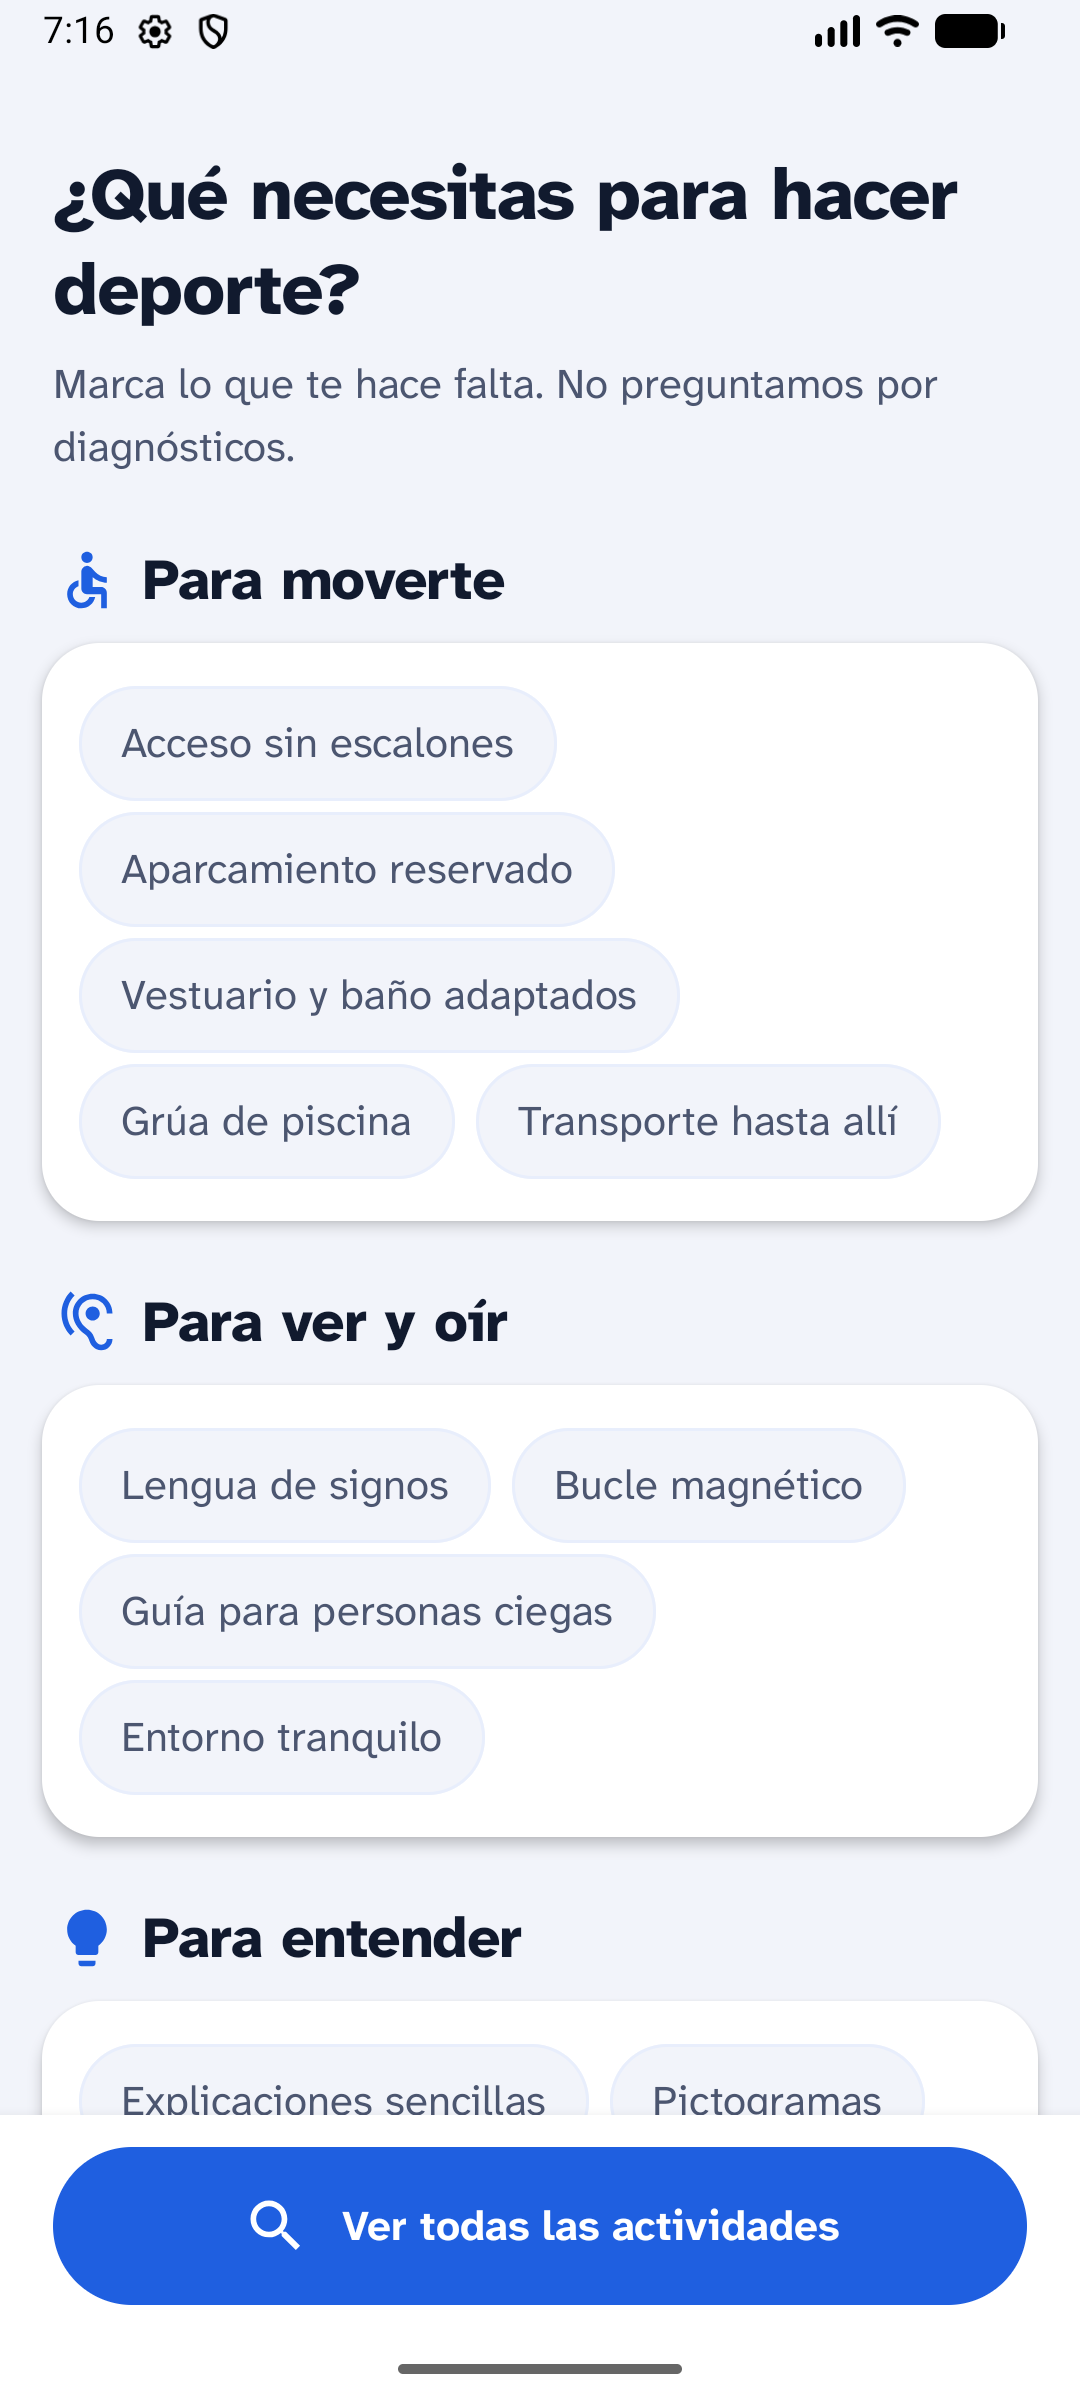 7:16
¿Qué necesitas para hacer
deporte?
Marca lo que te hace falta. No preguntamos por
diagnósticos.
Para moverte
Acceso sin escalones
Aparcamiento reservado
Vestuario y baño adaptados
Grúa de piscina
Transporte hasta allí
Para ver y oír
Lengua de signos
Bucle magnético
Guía para personas ciegas
Entorno tranquilo
Para entender
Explicaciones sencillas
Pictogramas
Ver todas las actividades